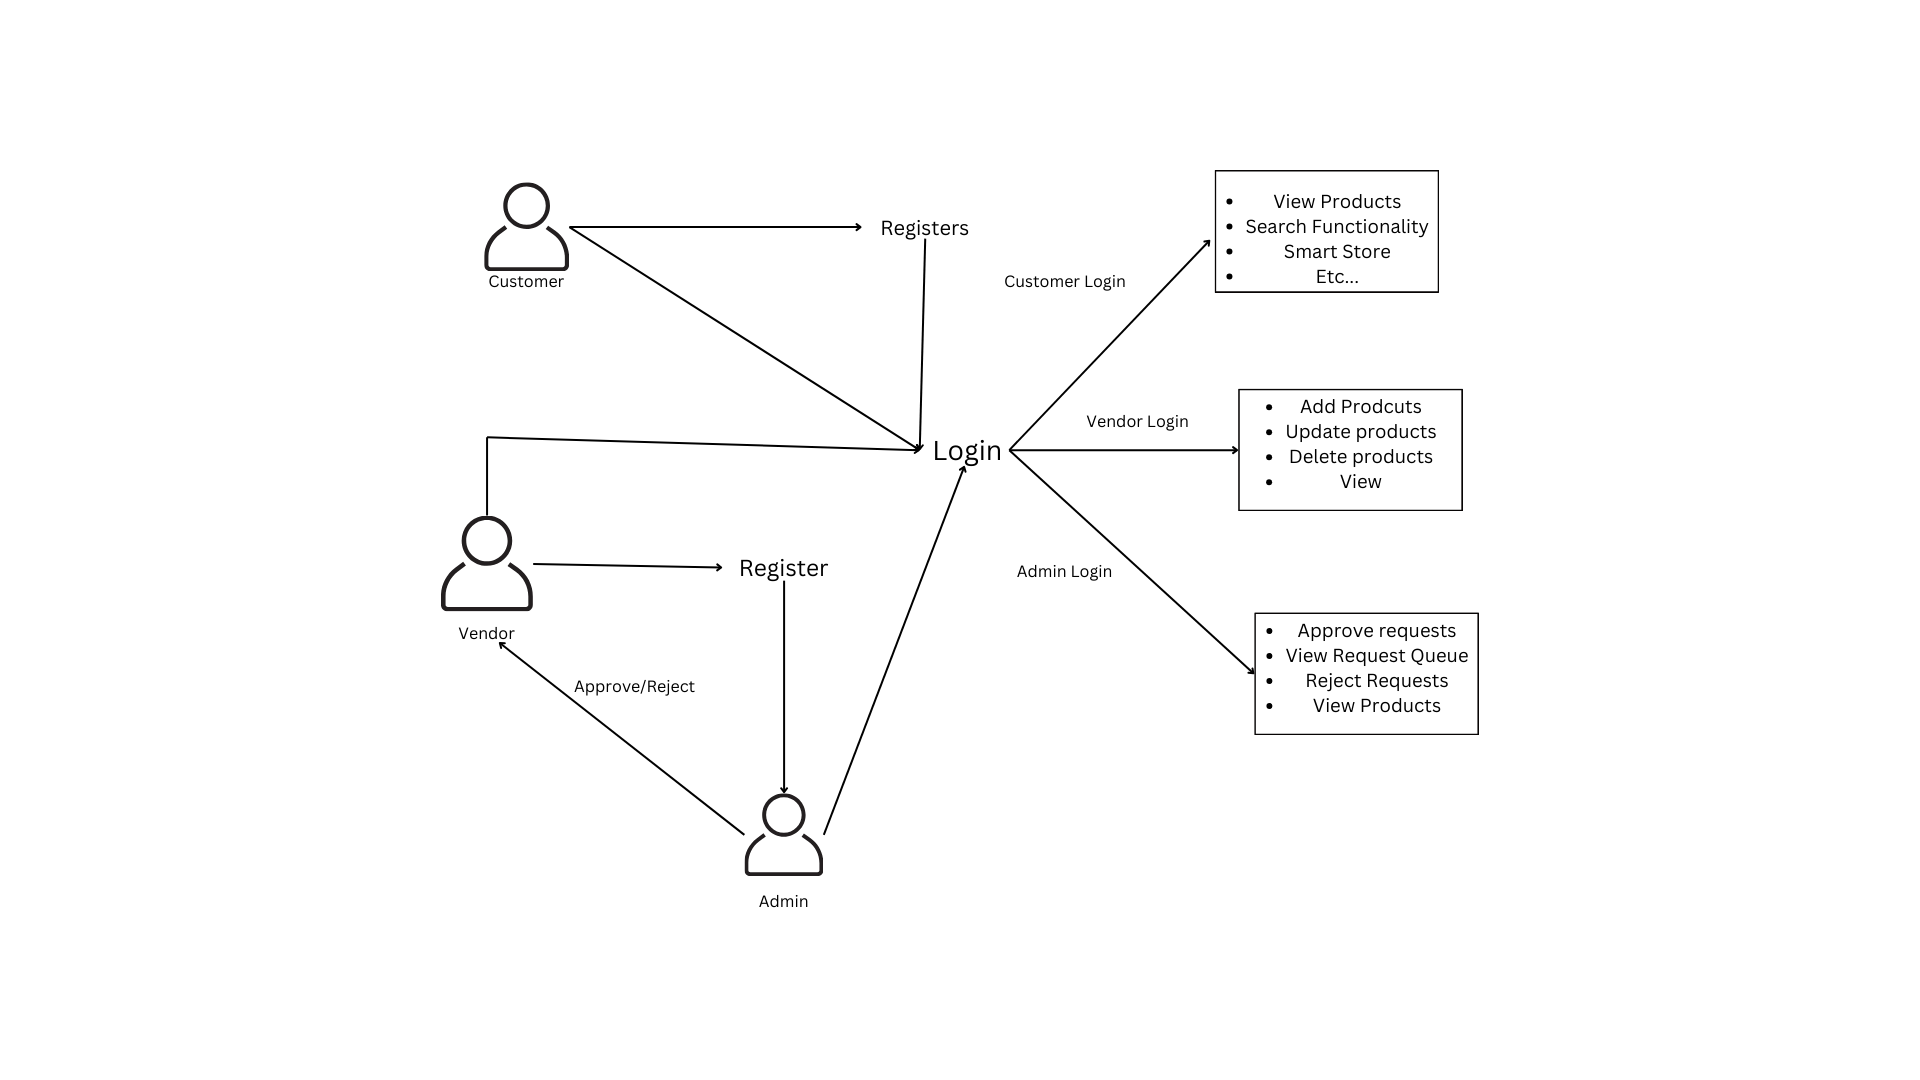 Customer
Registers
Customer Login
• View Products
• Search Functionality
• Smart Store
• Etc...
Login
Vendor Login
• Add Prodcuts
• Update products
• Delete products
• View
Vendor
Register
Approve/Reject
Admin Login
• Approve requests
• View Request Queue
• Reject Requests
• View Products
Admin